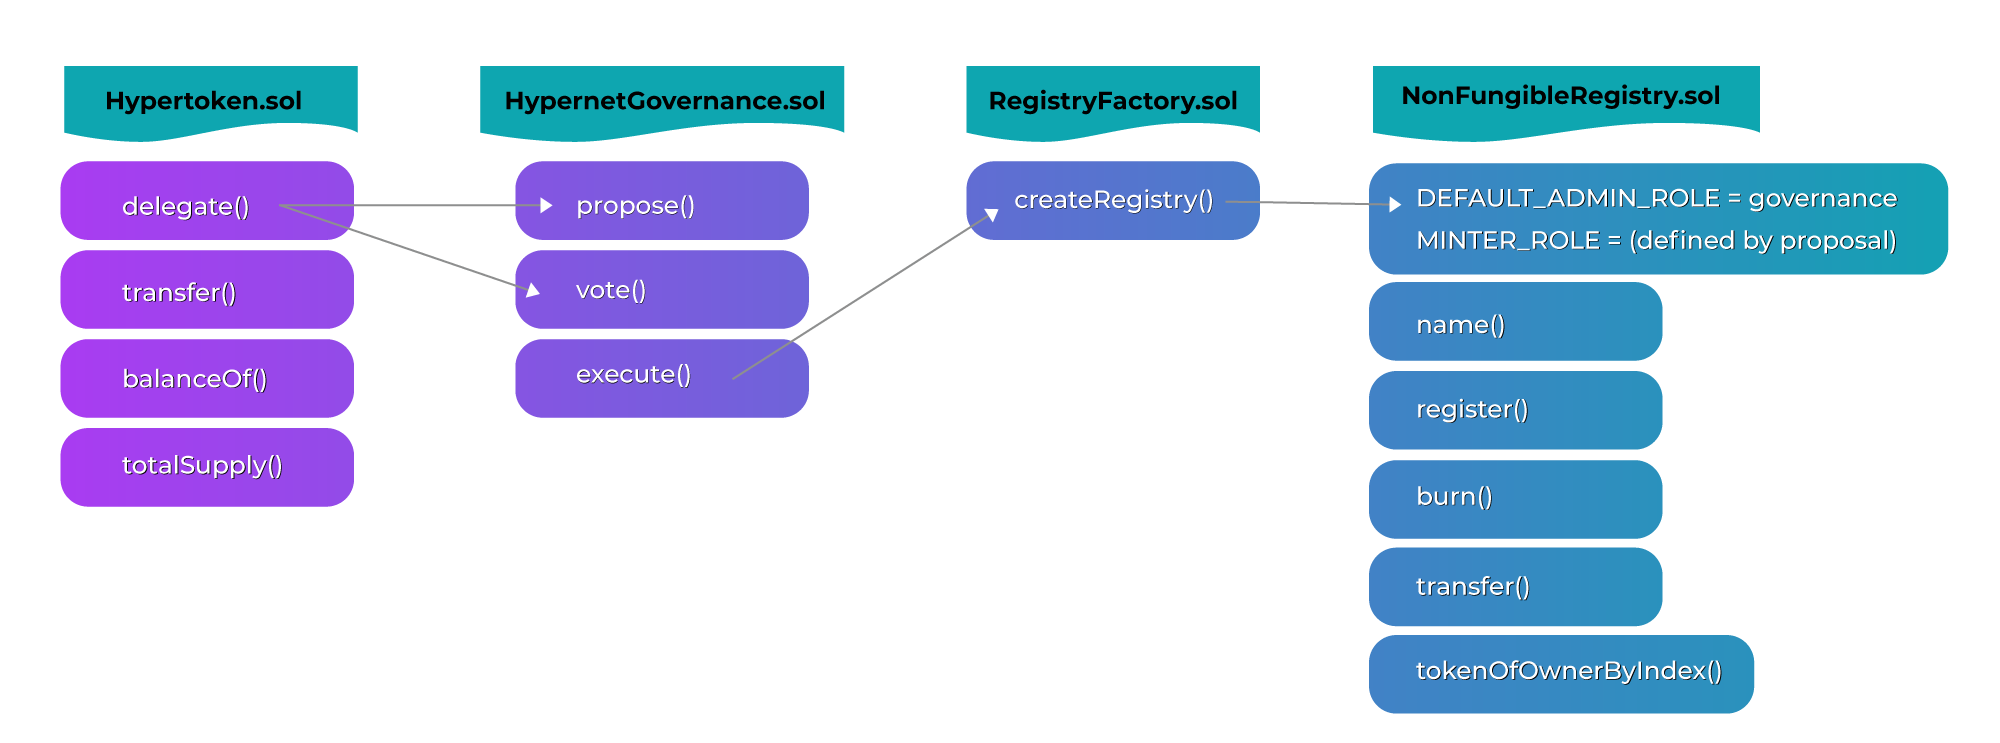 Hypertoken.sol
delegate()
transfer()
balanceOf()
totalSupply()
HypernetGovernance.sol
propose()
vote()
execute()
RegistryFactory.sol
createRegistry()
NonFungibleRegistry.sol
DEFAULT_ADMIN_ROLE = governance
MINTER_ROLE = (defined by proposal)
name()
register()
burn()
transfer()
tokenOfOwnerByIndex()